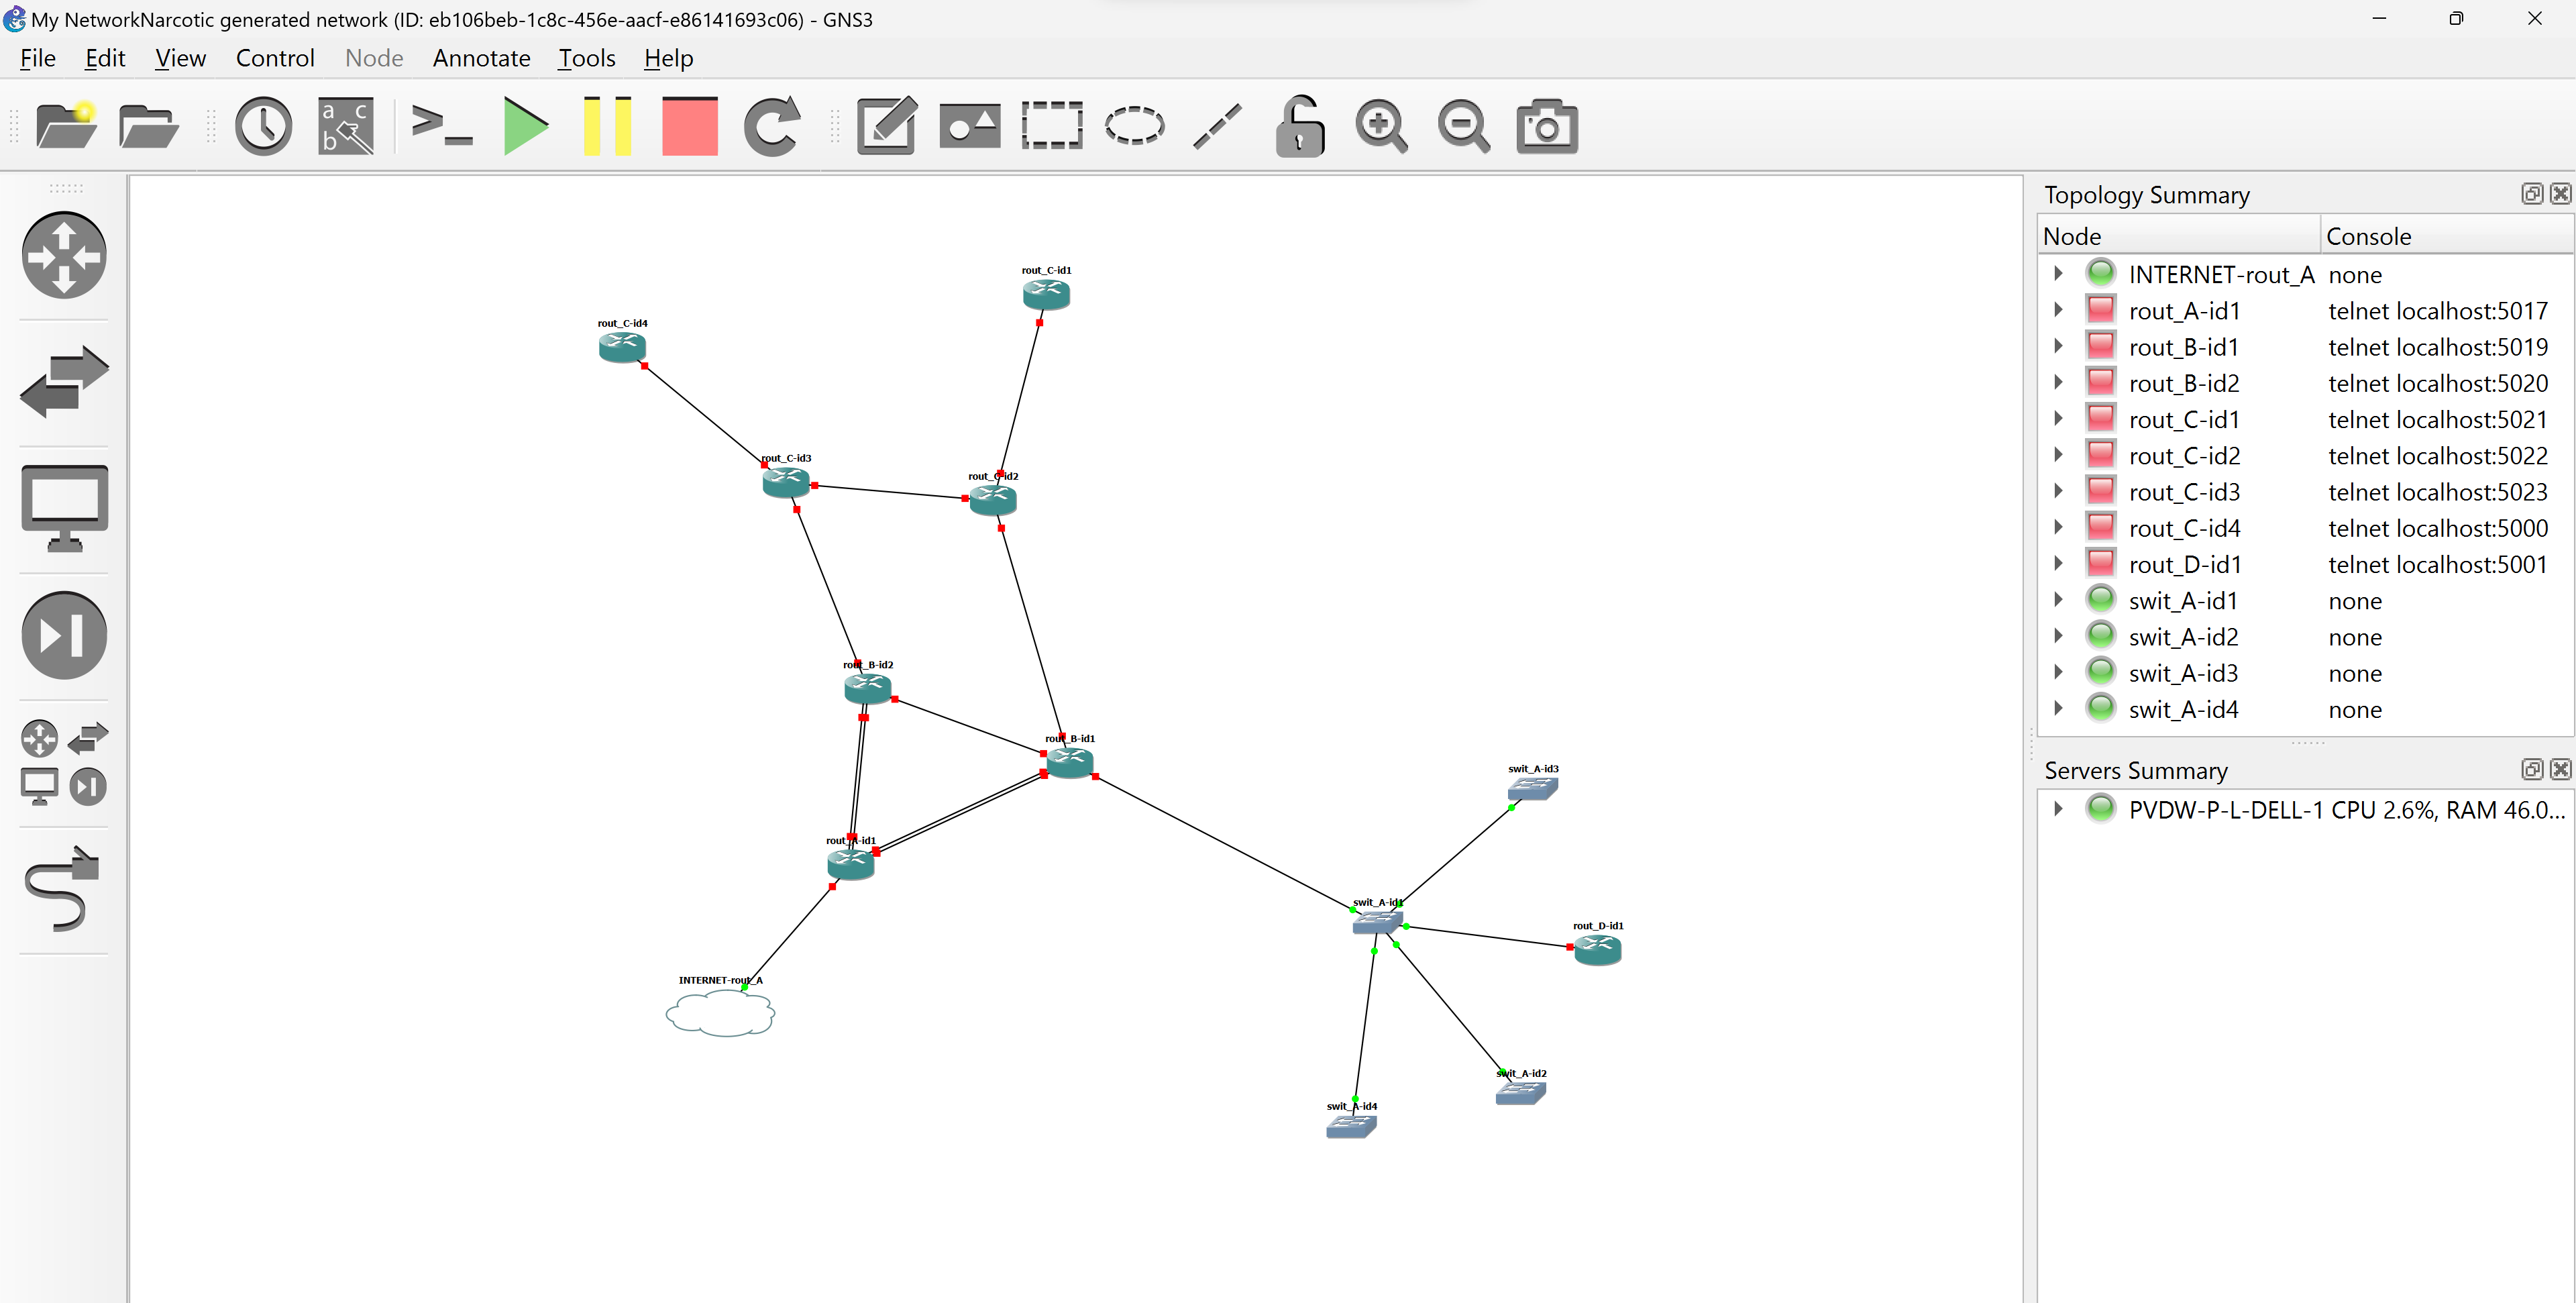 My NetworkNarcotic generated network (ID: eb106beb-1c8c-456e-aacf-e86141693c06) - GNS3
File Edit View Control Node Annotate Tools Help
a c
b
Topology Summary
Node Console
INTERNET-rout_A none
rout_A-id1 telnet localhost:5017
rout_B-id1 telnet localhost:5019
rout_B-id2 telnet localhost:5020
rout_C-id1 telnet localhost:5021
rout_C-id2 telnet localhost:5022
rout_C-id3 telnet localhost:5023
rout_C-id4 telnet localhost:5000
rout_D-id1 telnet localhost:5001
swit_A-id1 none
swit_A-id2 none
swit_A-id3 none
swit_A-id4 none
Servers Summary
PVDW-P-L-DELL-1 CPU 2.6%, RAM 46.0...
rout_C-id1
rout_C-id4
rout_C-id3
rout_C-id2
rout_B-id2
rout_B-id1
swit_A-id3
rout_A-id1
swit_A-id1
rout_D-id1
INTERNET-rout_A
swit_A-id2
swit_A-id4